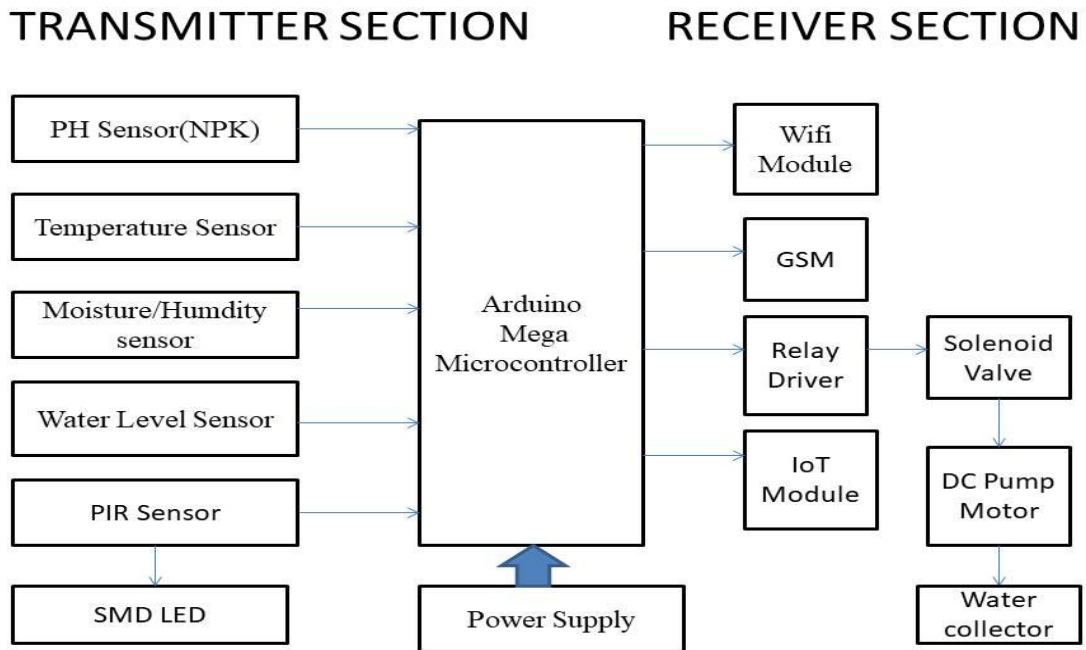 TRANSMITTER SECTION
RECEIVER SECTION
PH Sensor(NPK)
Temperature Sensor
Moisture/Humdity
sensor
Water Level Sensor
PIR Sensor
SMD LED
Arduino
Mega
Microcontroller
Power Supply
Wifi
Module
GSM
Relay
Driver
IoT
Module
Solenoid
Valve
DC Pump
Motor
Water
collector